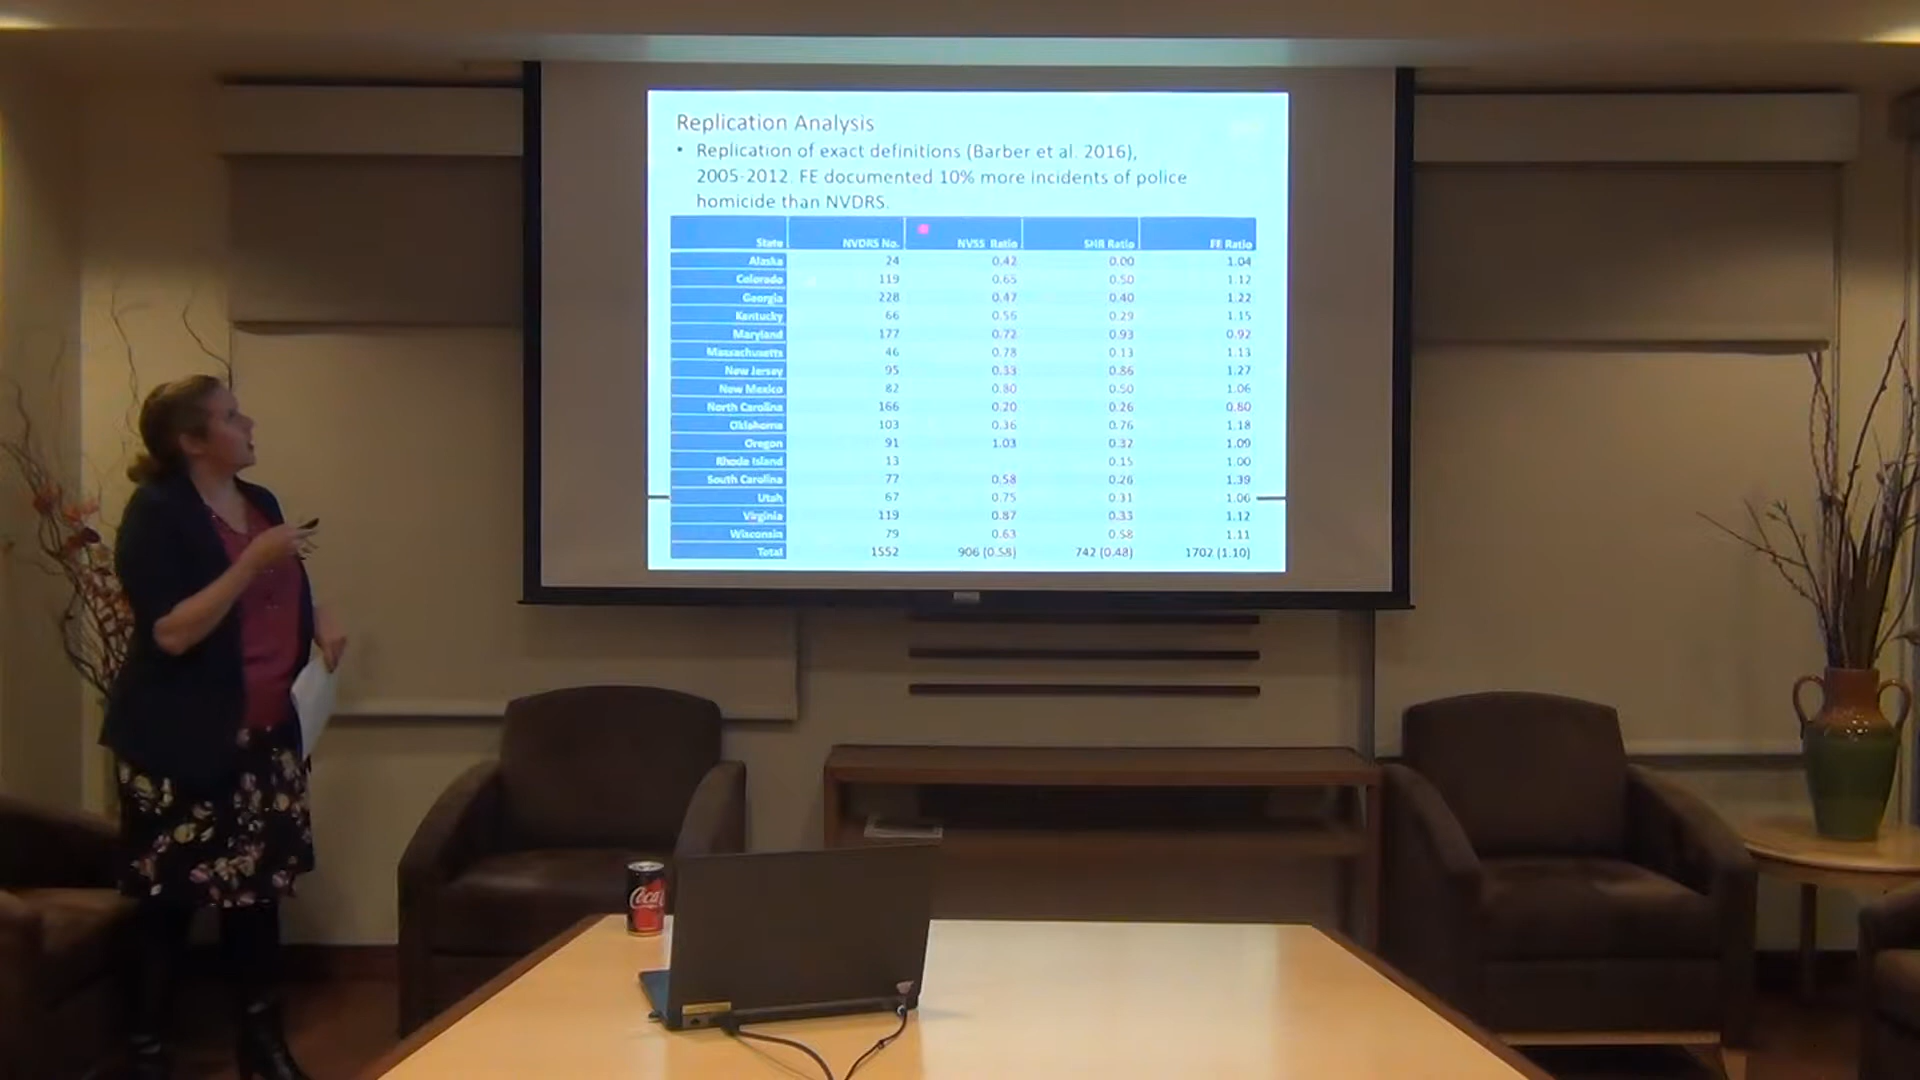 Replication Analysis
• Replication of exact definitions (Barber et al. 2016),
2005-2012. FE documented 10% more incidents of police
homicide than NVDRS.
State NVDRS No. NVSS Ratio SHR Ratio FE Ratio
Alaska 24 0.42 0.00 1.04
Colorado 119 0.65 0.50 1.12
Georgia 228 0.47 0.40 1.22
Kentucky 66 0.56 0.29 1.15
Maryland 177 0.72 0.93 0.92
Massachusetts 46 0.78 0.13 1.13
New Jersey 95 0.33 0.86 1.27
New Mexico 82 0.80 0.50 1.06
North Carolina 166 0.20 0.26 0.80
Oklahoma 103 0.36 0.76 1.18
Oregon 91 1.03 0.32 1.09
Rhode Island 13 0.15 1.00
South Carolina 77 0.58 0.26 1.39
Utah 67 0.75 0.31 1.06
Virginia 119 0.87 0.33 1.12
Wisconsin 79 0.63 0.58 1.11
Total 1552 906 (0.58) 742 (0.48) 1702 (1.10)
Coca